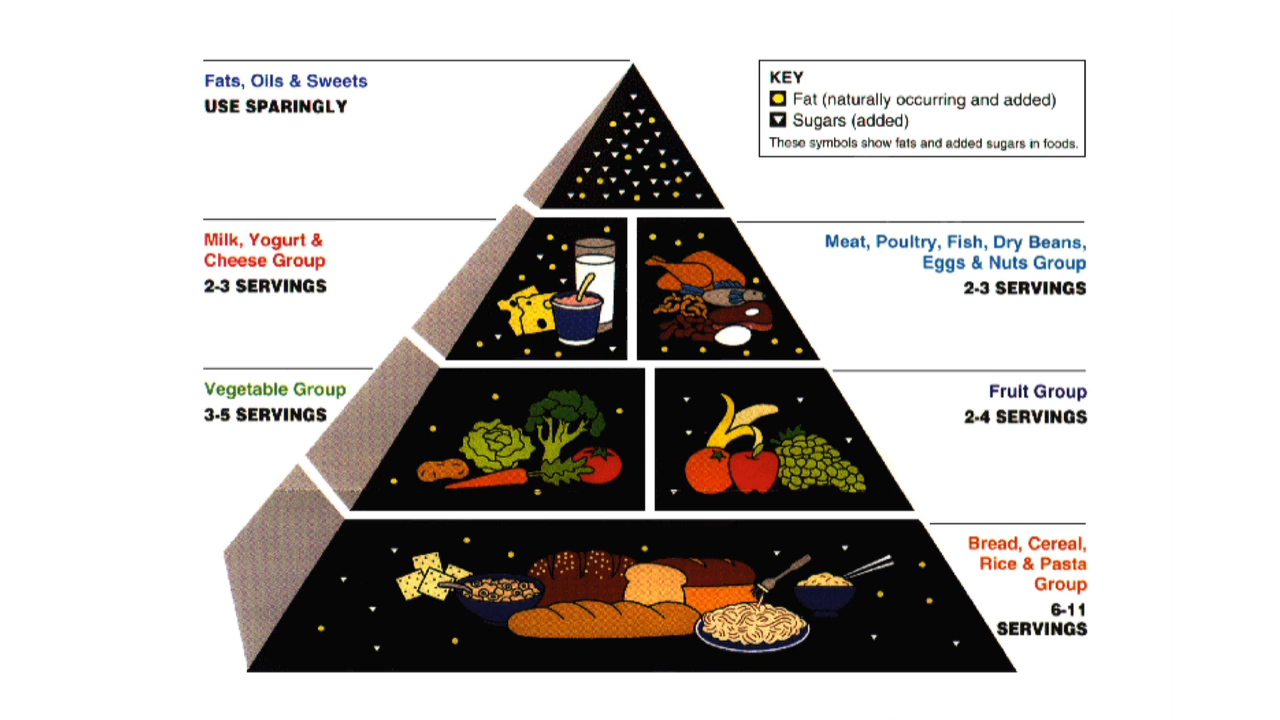 Fats, Oils & Sweets
USE SPARINGLY
KEY
Fat (naturally occurring and added)
Sugars (added)
These symbols show fats and added sugars in foods.
Milk, Yogurt &
Cheese Group
2-3 SERVINGS
Meat, Poultry, Fish, Dry Beans,
Eggs & Nuts Group
2-3 SERVINGS
Vegetable Group
3-5 SERVINGS
Fruit Group
2-4 SERVINGS
Bread, Cereal,
Rice & Pasta
Group
6-11
SERVINGS